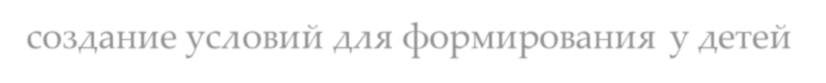 создание условий для формирования у детей